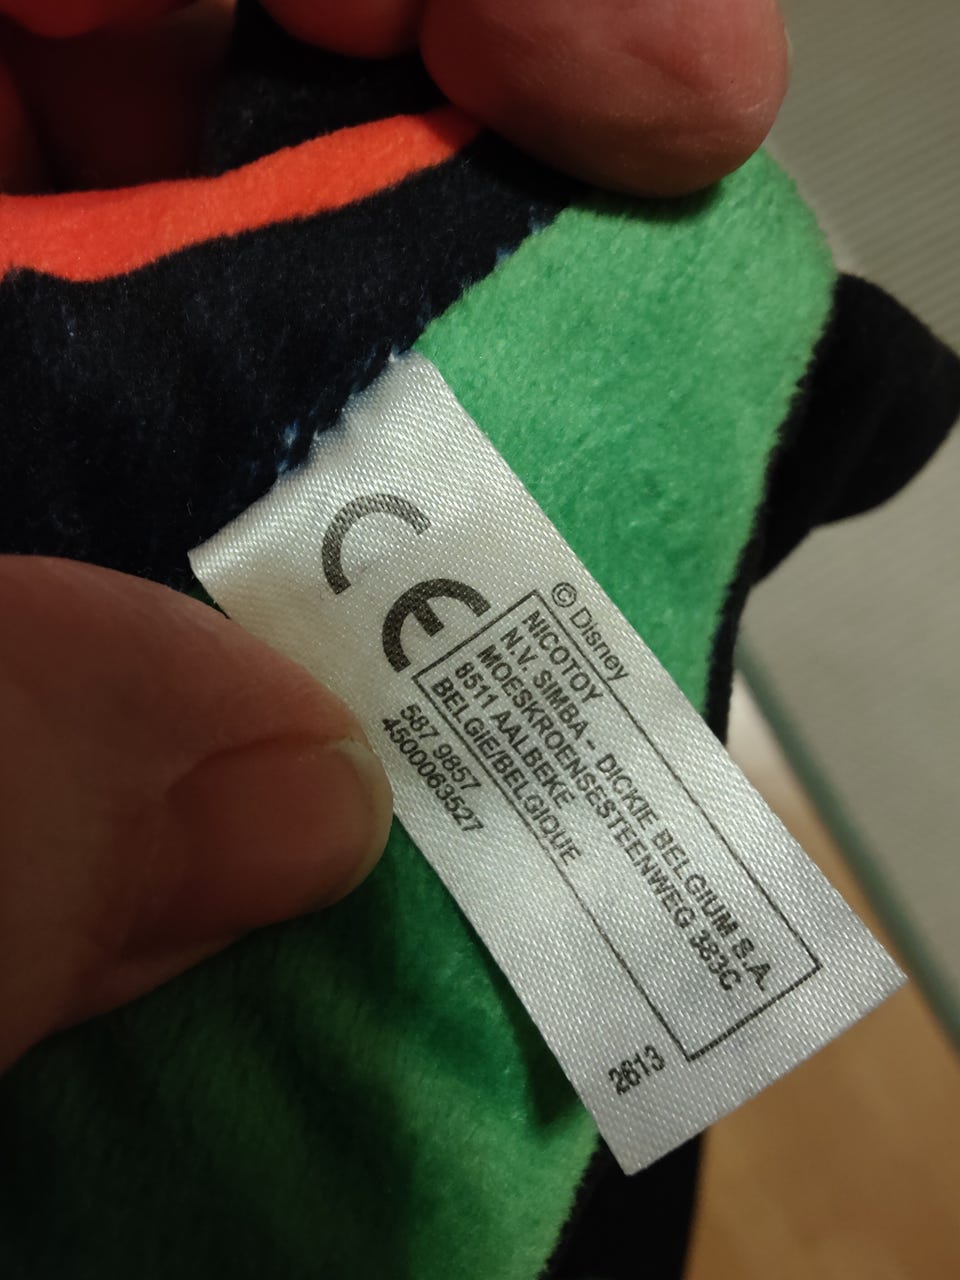 CE
© Disney
NICOTOY
N.V. SIMBA - DICKIE BELGIUM S.A.
MOESKROENSESTEENWEG 383C
8511 AALBEKE
BELGIE/BELGIQUE
587 9857
4500063527
2613